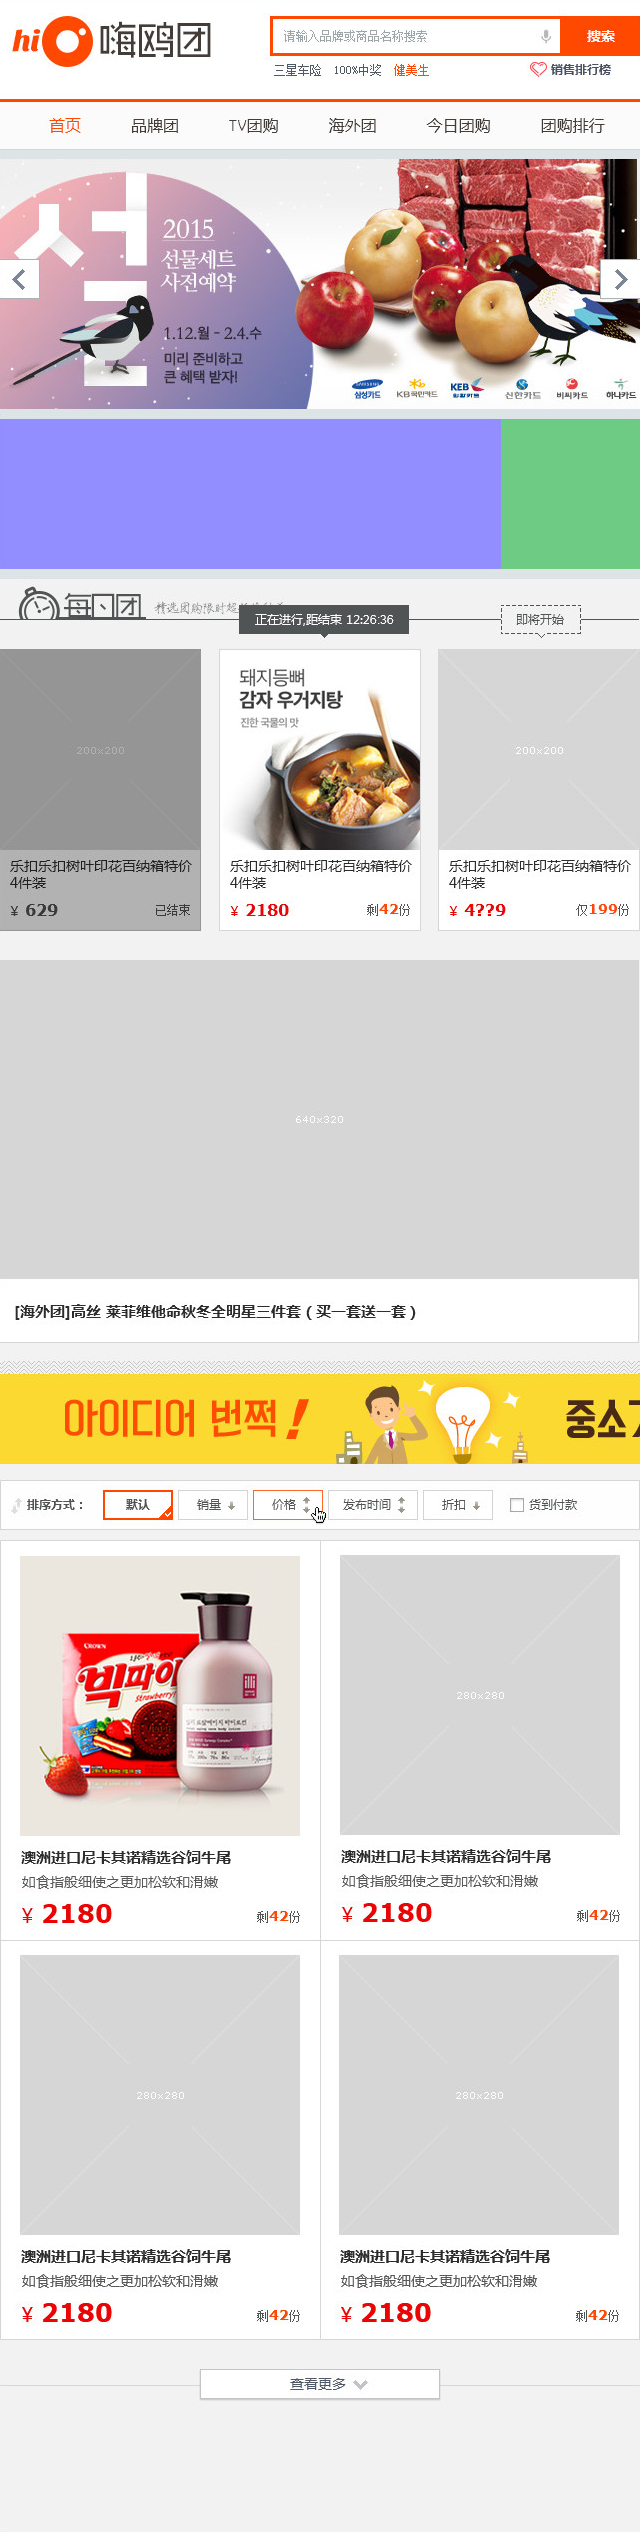 hi 嗨鸥团
请输入品牌或商品名称搜索
搜索
三星车险 100%中奖 健美生
销售排行榜
首页 品牌团 TV团购 海外团 今日团购 团购排行
설
2015
선물세트
사전예약
1.12.월 - 2.4.수
미리 준비하고
큰 혜택 받자!
SAMSUNG
삼성카드
KB국민카드
KEB
외환카드
신한카드
비씨카드
하나카드
每日团
精选团购限时超
正在进行,距结束 12:26:36
即将开始
200x200
乐扣乐扣树叶印花百纳箱特价
4件装
¥ 629
已结束
돼지등뼈
감자 우거지탕
진한 국물의 맛
乐扣乐扣树叶印花百纳箱特价
4件装
¥ 2180
剩42份
200x200
乐扣乐扣树叶印花百纳箱特价
4件装
¥ 4??9
仅199份
640x320
[海外团]高丝 莱菲维他命秋冬全明星三件套（买一套送一套）
아이디어 번쩍!
중소
排序方式：
默认
销量
价格
发布时间
折扣
货到付款
CROWN
빅파이
Strawberry
illi
澳洲进口尼卡其诺精选谷饲牛尾
如食指般细使之更加松软和滑嫩
¥ 2180
剩42份
280x280
澳洲进口尼卡其诺精选谷饲牛尾
如食指般细使之更加松软和滑嫩
¥ 2180
剩42份
280x280
澳洲进口尼卡其诺精选谷饲牛尾
如食指般细使之更加松软和滑嫩
¥ 2180
剩42份
280x280
澳洲进口尼卡其诺精选谷饲牛尾
如食指般细使之更加松软和滑嫩
¥ 2180
剩42份
查看更多